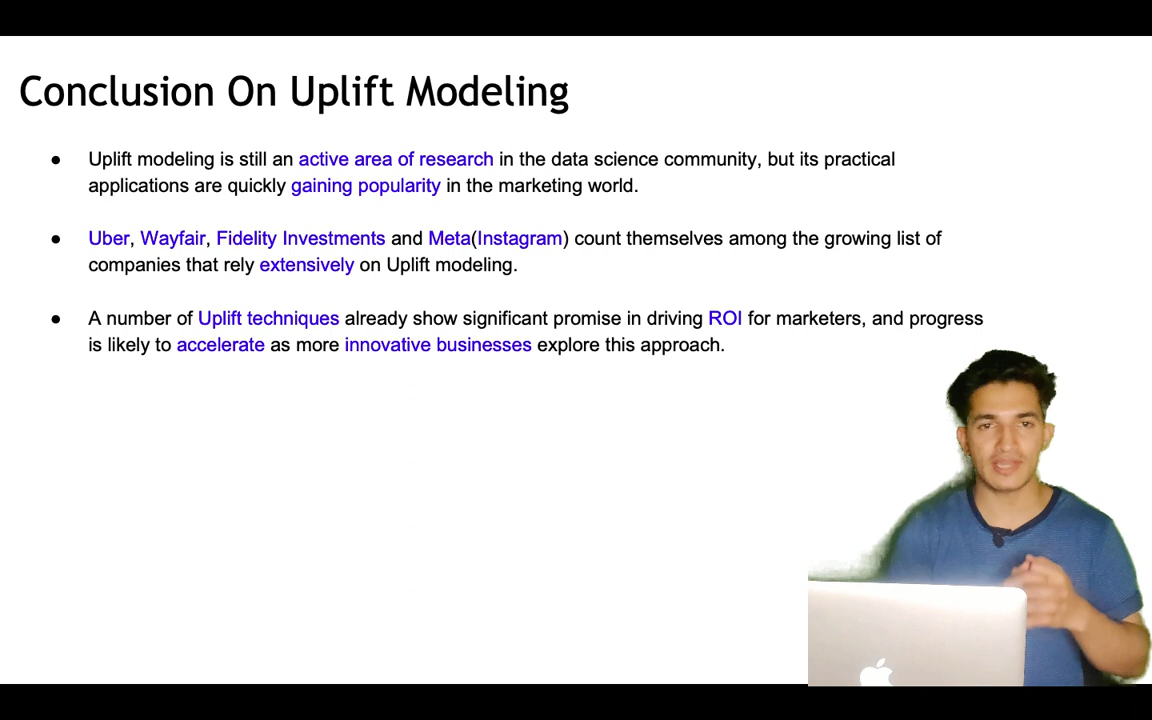 Conclusion On Uplift Modeling
● Uplift modeling is still an active area of research in the data science community, but its practical
applications are quickly gaining popularity in the marketing world.
● Uber, Wayfair, Fidelity Investments and Meta(Instagram) count themselves among the growing list of
companies that rely extensively on Uplift modeling.
● A number of Uplift techniques already show significant promise in driving ROI for marketers, and progress
is likely to accelerate as more innovative businesses explore this approach.